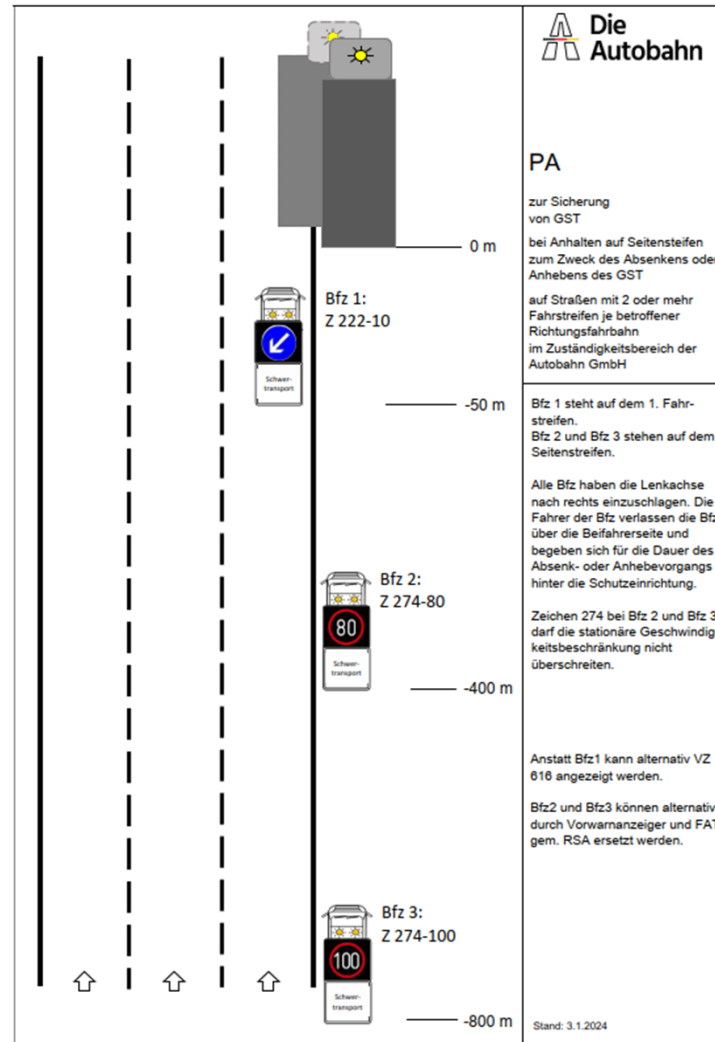 Die
Autobahn
PA
zur Sicherung
von GST
bei Anhalten auf Seitensteifen
zum Zweck des Absenkens oder
Anhebens des GST
auf Straßen mit 2 oder mehr
Fahrstreifen je betroffener
Richtungsfahrbahn
im Zuständigkeitsbereich der
Autobahn GmbH
0 m
Bfz 1:
Z 222-10
Schwer-
transport
-50 m
Bfz 1 steht auf dem 1. Fahr-
streifen.
Bfz 2 und Bfz 3 stehen auf dem
Seitenstreifen.
Alle Bfz haben die Lenkachse
nach rechts einzuschlagen. Die
Fahrer der Bfz verlassen die Bfz
über die Beifahrerseite und
begeben sich für die Dauer des
Absenk- oder Anhebevorgangs
hinter die Schutzeinrichtung.
Bfz 2:
Z 274-80
80
Schwer-
transport
-400 m
Zeichen 274 bei Bfz 2 und Bfz 3
darf die stationäre Geschwindig
keitsbeschränkung nicht
überschreiten.
Anstatt Bfz1 kann alternativ VZ
616 angezeigt werden.
Bfz2 und Bfz3 können alternativ
durch Vorwarnanzeiger und FAT
gem. RSA ersetzt werden.
Bfz 3:
Z 274-100
100
Schwer-
transport
-800 m
Stand: 3.1.2024